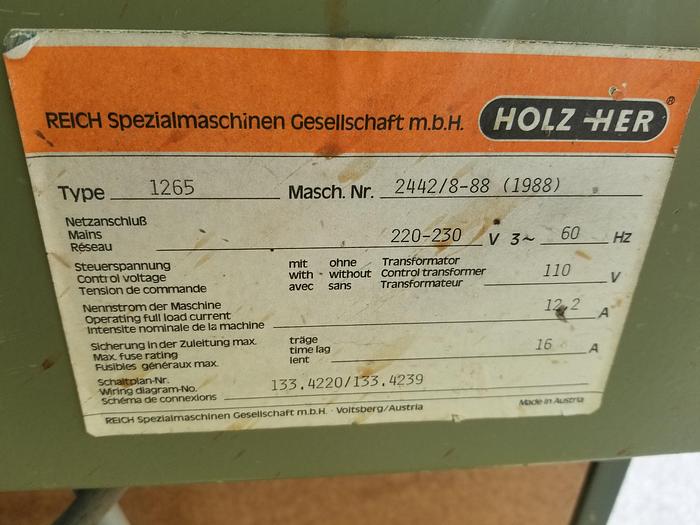 REICH Spezialmaschinen Gesellschaft m.b.H. HOLZ-HER®
Type 1265 Masch. Nr. 2442/8-88 (1988)
Netzanschluß
Mains
Réseau 220-230 V 3~ 60 Hz
Steuerspannung mit ohne Transformator
Control voltage with - without Control transformer 110 V
Tension de commande avec sans Transformateur
Nennstrom der Maschine
Operating full load current 12,2 A
Intensite nominale de la machine
Sicherung in der Zuleitung max. träge
Max. fuse rating time lag 16 A
Fusibles généraux max. lent
Schaltplan-Nr.
Wiring diagram-No. 133.4220/133.4239
Schéma de connexions
REICH Spezialmaschinen Gesellschaft m.b.H. · Voitsberg/Austria Made in Austria